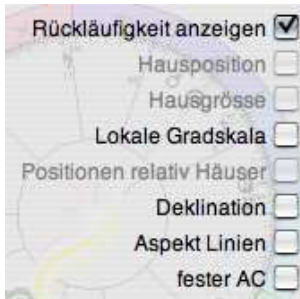 Rückläufigkeit anzeigen
Hausposition
Hausgrösse
Lokale Gradskala
Positionen relativ Häuser
Deklination
Aspekt Linien
fester AC